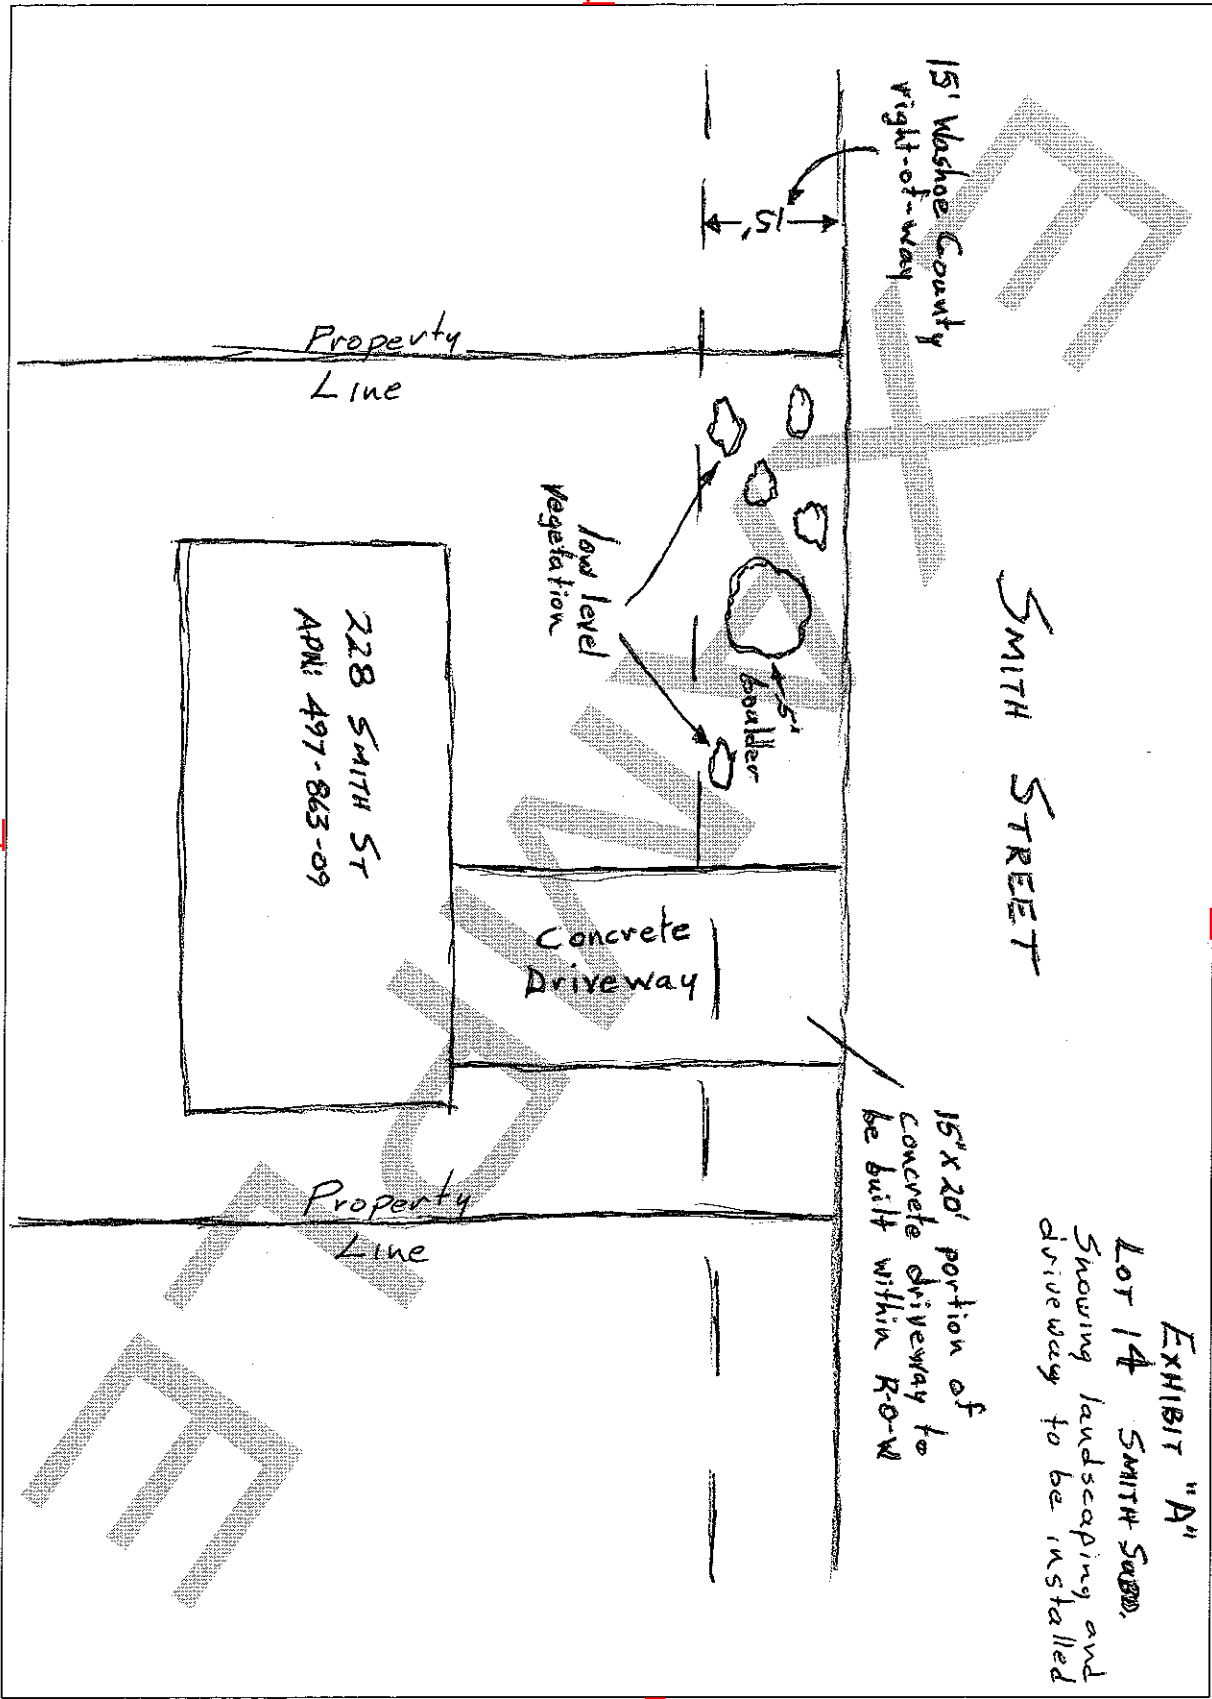 EXHIBIT "A"
LOT 14 SMITH SUBD.
Showing landscaping and
driveway to be installed
SMITH STREET
15' Washoe County
right-of-way
15'
15'x20' portion of
concrete driveway to
be built within R-O-W
5'
boulder
low level
vegetation
Concrete
Driveway
Property
Line
Property
Line
228 SMITH ST
APN: 497-863-09
EXAMPLE